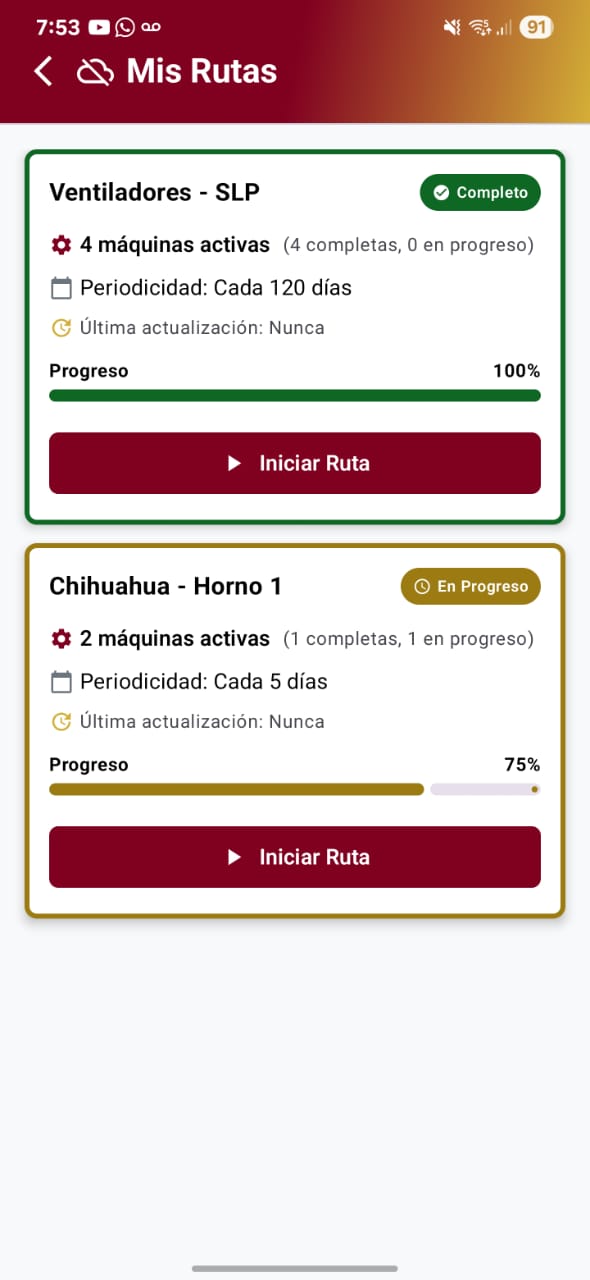 7:53
91
Mis Rutas
Ventiladores - SLP
Completo
4 máquinas activas (4 completas, 0 en progreso)
Periodicidad: Cada 120 días
Última actualización: Nunca
Progreso 100%
Iniciar Ruta
Chihuahua - Horno 1
En Progreso
2 máquinas activas (1 completas, 1 en progreso)
Periodicidad: Cada 5 días
Última actualización: Nunca
Progreso 75%
Iniciar Ruta